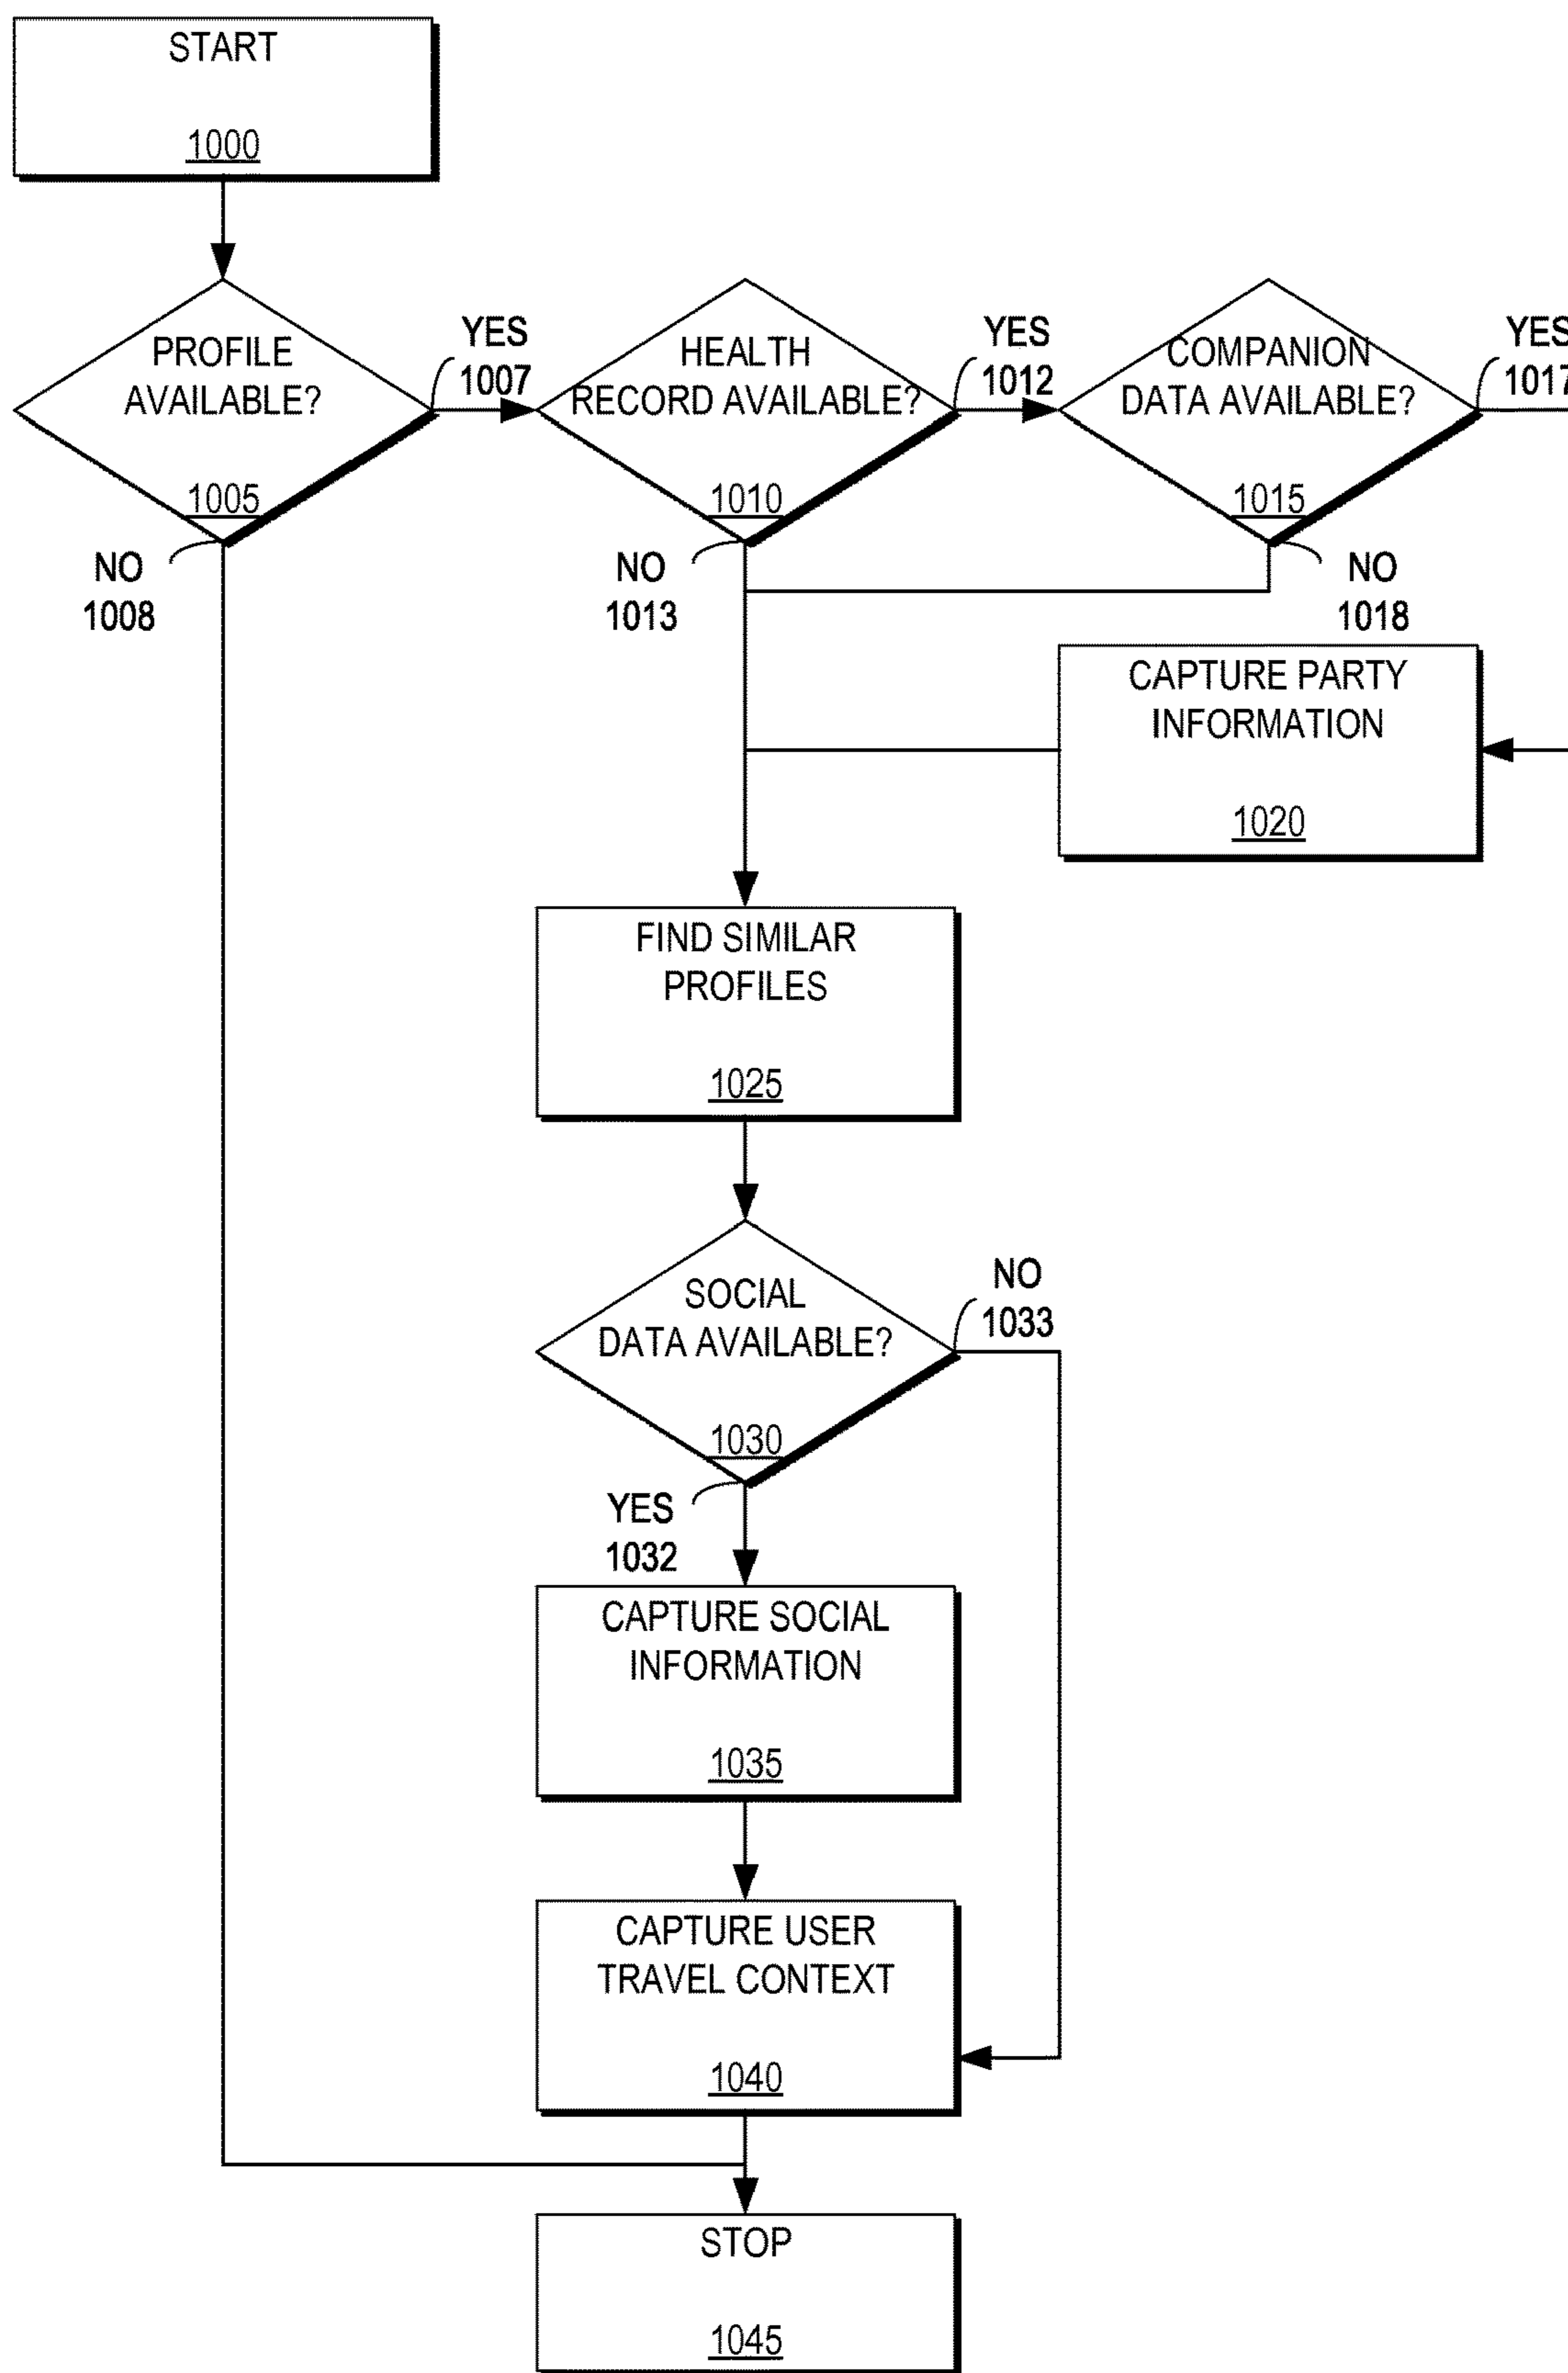 START
1000
PROFILE
AVAILABLE?
1005
YES
1007
NO
1008
HEALTH
RECORD AVAILABLE?
1010
YES
1012
NO
1013
COMPANION
DATA AVAILABLE?
1015
YES
1017
NO
1018
CAPTURE PARTY
INFORMATION
1020
FIND SIMILAR
PROFILES
1025
SOCIAL
DATA AVAILABLE?
1030
NO
1033
YES
1032
CAPTURE SOCIAL
INFORMATION
1035
CAPTURE USER
TRAVEL CONTEXT
1040
STOP
1045